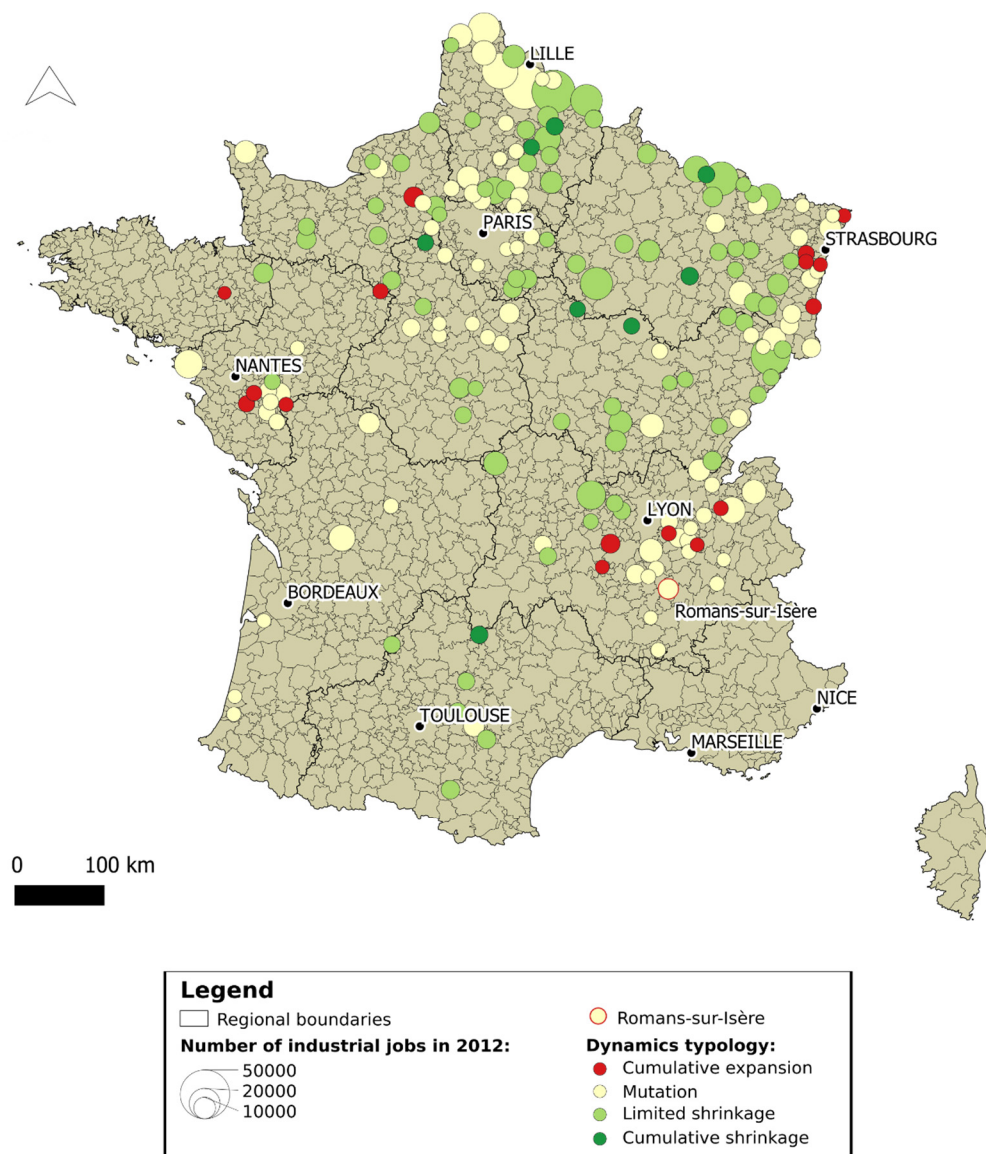 LILLE
PARIS
STRASBOURG
NANTES
LYON
BORDEAUX
Romans-sur-Isère
TOULOUSE
NICE
MARSEILLE
0 100 km
Legend
Regional boundaries
Number of industrial jobs in 2012:
50000
20000
10000
Romans-sur-Isère
Dynamics typology:
Cumulative expansion
Mutation
Limited shrinkage
Cumulative shrinkage